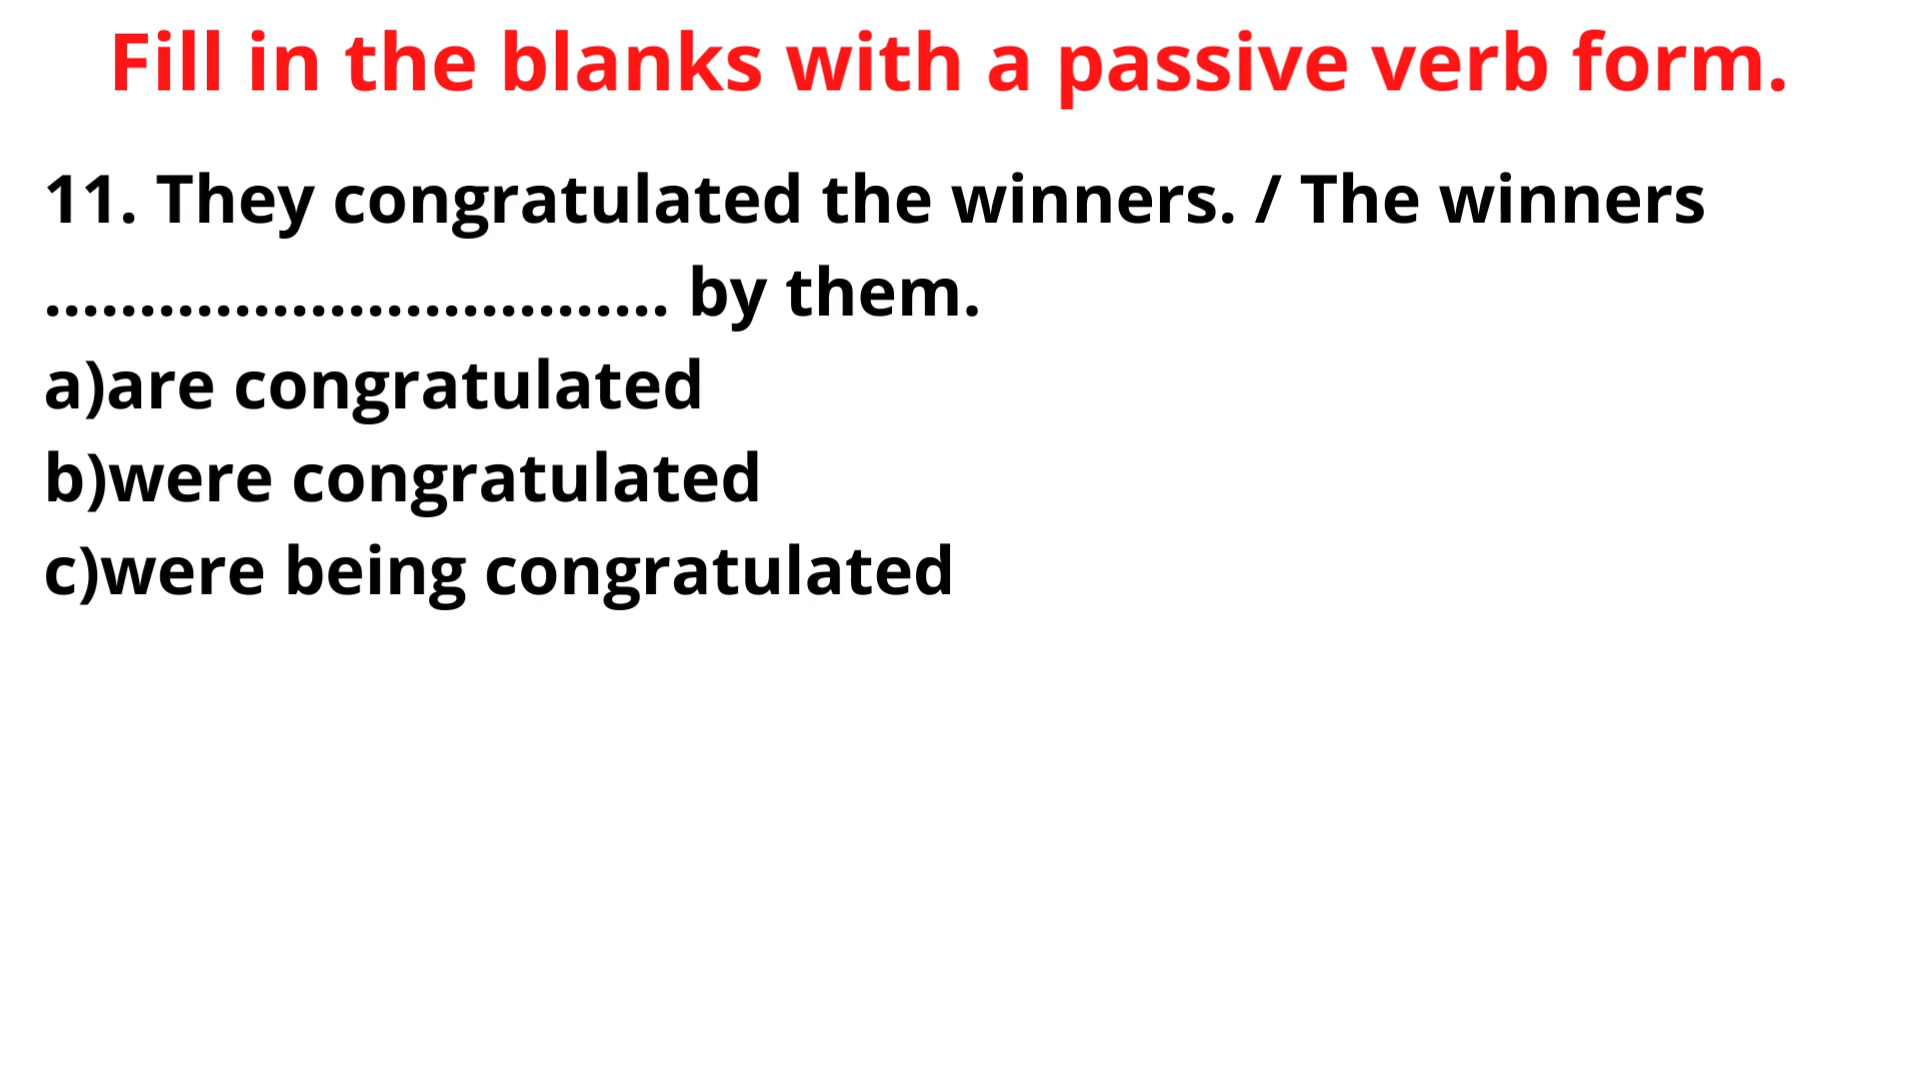 Fill in the blanks with a passive verb form.
11. They congratulated the winners. / The winners
................................. by them.
a)are congratulated
b)were congratulated
c)were being congratulated